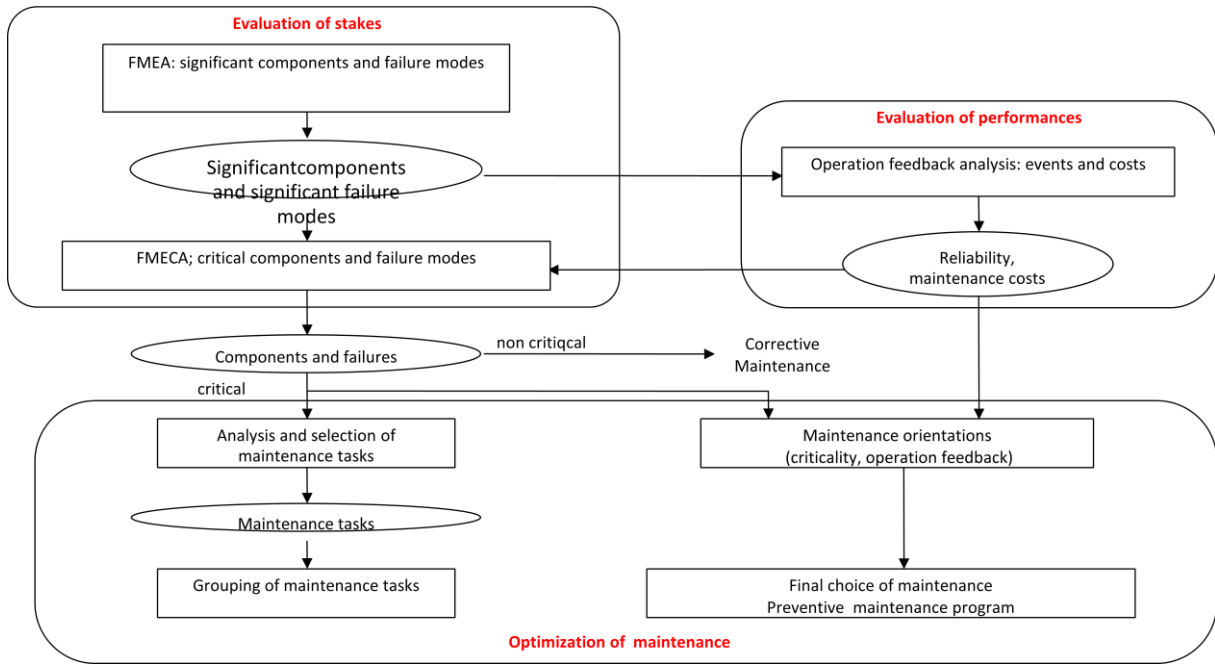 Evaluation of stakes
FMEA: significant components and failure modes
Significantcomponents
and significant failure
modes
FMECA; critical components and failure modes
Evaluation of performances
Operation feedback analysis: events and costs
Reliability,
maintenance costs
Components and failures
non critiqcal
Corrective
Maintenance
critical
Analysis and selection of
maintenance tasks
Maintenance orientations
(criticality, operation feedback)
Maintenance tasks
Grouping of maintenance tasks
Final choice of maintenance
Preventive maintenance program
Optimization of maintenance